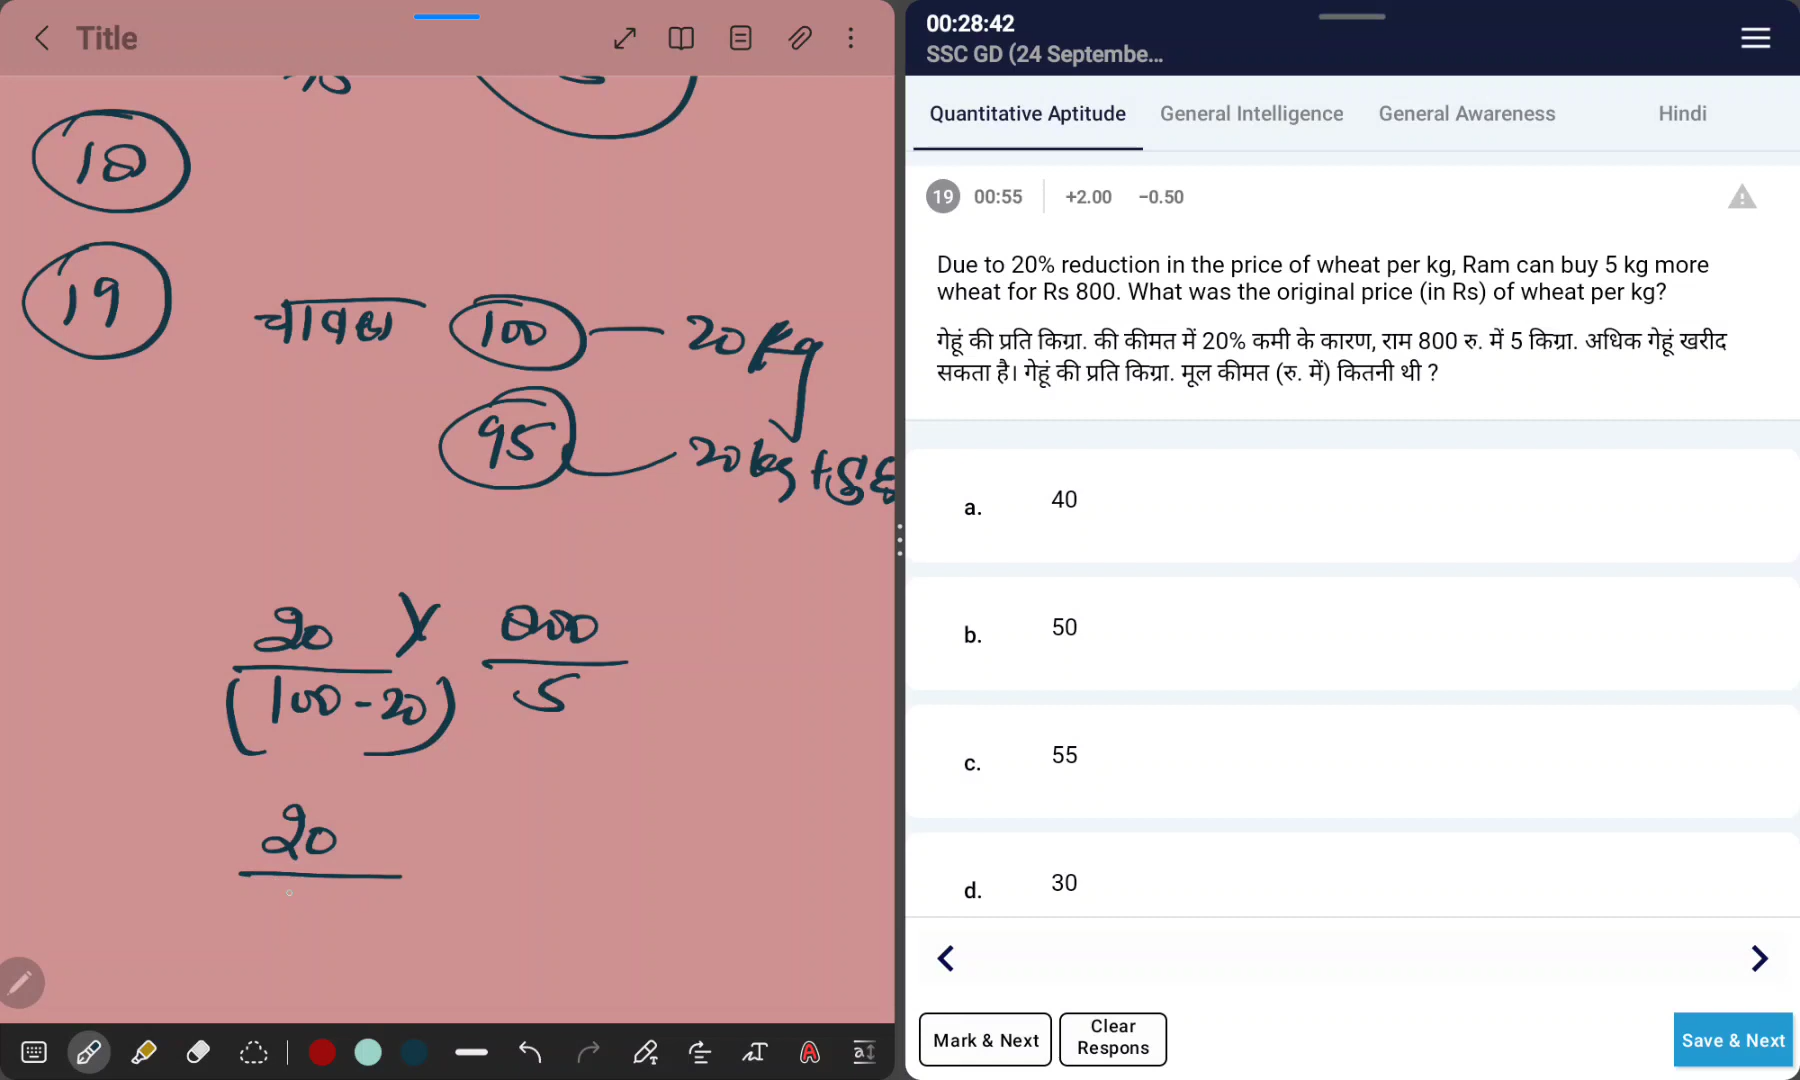 Title
00:28:42
SSC GD (24 Septembe...
Quantitative Aptitude General Intelligence General Awareness Hindi
19 00:55 +2.00 −0.50
Due to 20% reduction in the price of wheat per kg, Ram can buy 5 kg more
wheat for Rs 800. What was the original price (in Rs) of wheat per kg?
गेहूं की प्रति किग्रा. की कीमत में 20% कमी के कारण, राम 800 रु. में 5 किग्रा. अधिक गेहूं खरीद
सकता है। गेहूं की प्रति किग्रा. मूल कीमत (रु. में) कितनी थी ?
a. 40
b. 50
c. 55
d. 30
Mark & Next
Clear
Respons
Save & Next
18
19
100 20 kg
95 20 kg +
20 X 800
(100-20) 5
20